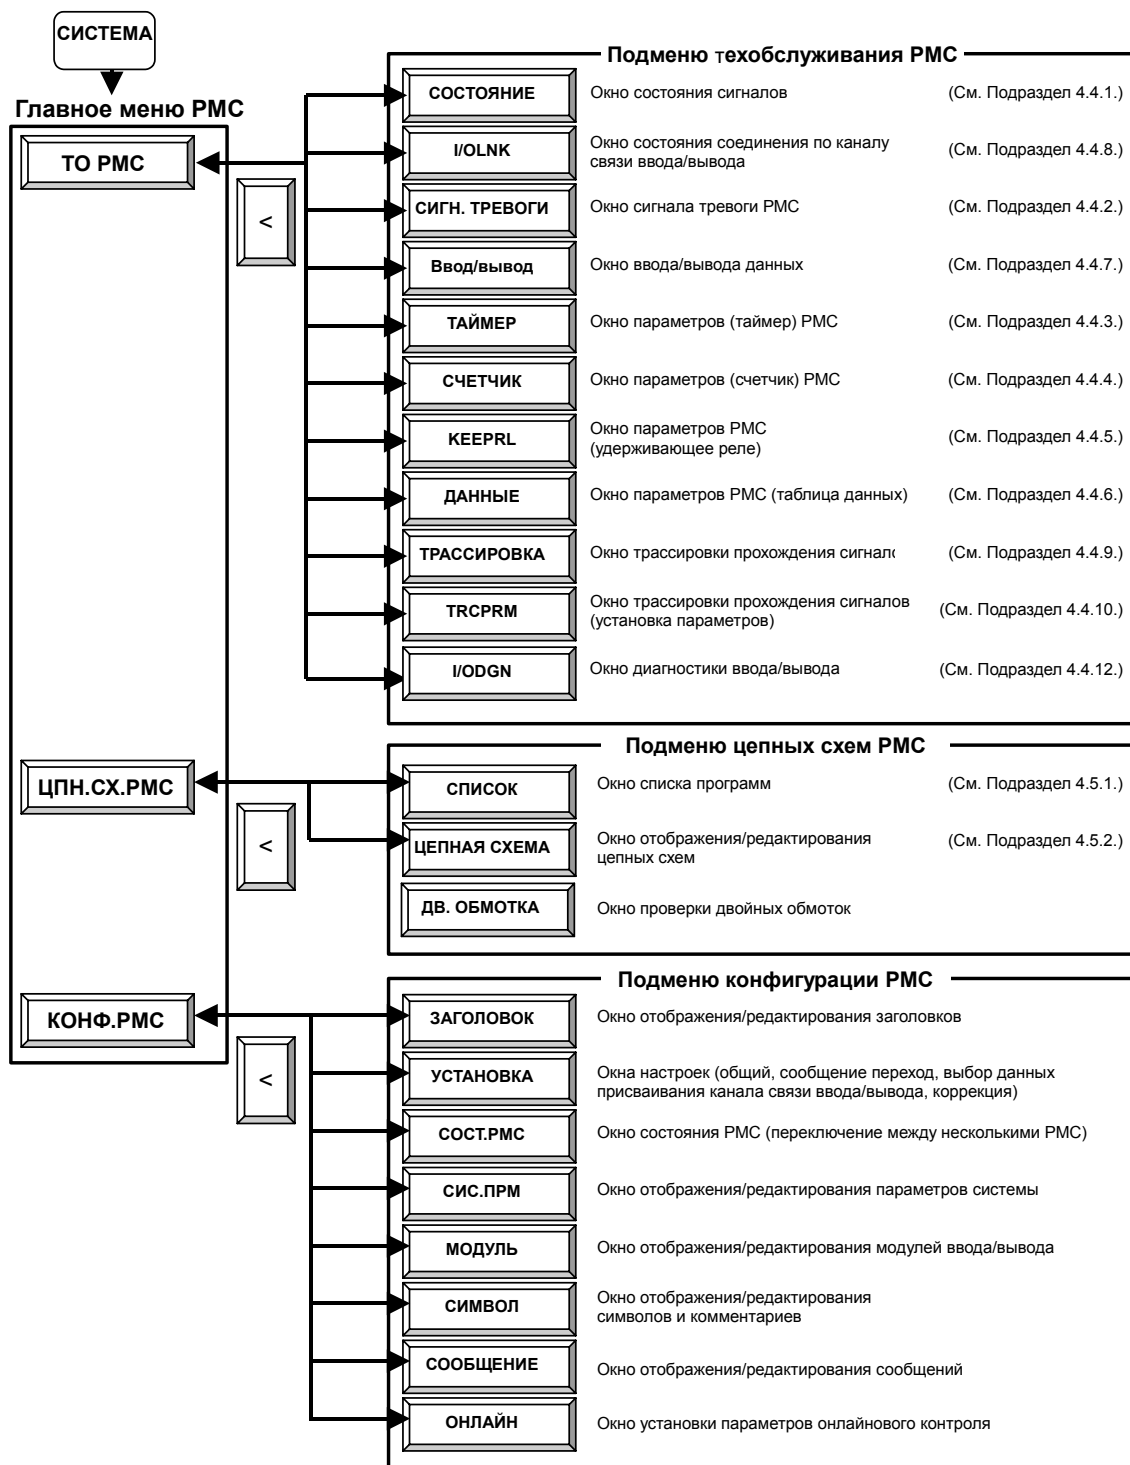 СИСТЕМА
Главное меню PMC
ТО PMC
<
Подменю техобслуживания PMC
СОСТОЯНИЕ Окно состояния сигналов (См. Подраздел 4.4.1.)
I/OLNK Окно состояния соединения по каналу (См. Подраздел 4.4.8.)
связи ввода/вывода
СИГН. ТРЕВОГИ Окно сигнала тревоги PMC (См. Подраздел 4.4.2.)
Ввод/вывод Окно ввода/вывода данных (См. Подраздел 4.4.7.)
ТАЙМЕР Окно параметров (таймер) PMC (См. Подраздел 4.4.3.)
СЧЕТЧИК Окно параметров (счетчик) PMC (См. Подраздел 4.4.4.)
KEEPRL Окно параметров PMC (См. Подраздел 4.4.5.)
(удерживающее реле)
ДАННЫЕ Окно параметров PMC (таблица данных) (См. Подраздел 4.4.6.)
ТРАССИРОВКА Окно трассировки прохождения сигнало (См. Подраздел 4.4.9.)
TRCPRM Окно трассировки прохождения сигналов (См. Подраздел 4.4.10.)
(установка параметров)
I/ODGN Окно диагностики ввода/вывода (См. Подраздел 4.4.12.)
ЦПН.СХ.PMC
<
Подменю цепных схем PMC
СПИСОК Окно списка программ (См. Подраздел 4.5.1.)
ЦЕПНАЯ СХЕМА Окно отображения/редактирования (См. Подраздел 4.5.2.)
цепных схем
ДВ. ОБМОТКА Окно проверки двойных обмоток
КОНФ.PMC
<
Подменю конфигурации PMC
ЗАГОЛОВОК Окно отображения/редактирования заголовков
УСТАНОВКА Окна настроек (общий, сообщение переход, выбор данных
присваивания канала связи ввода/вывода, коррекция)
СОСТ.PMC Окно состояния PMC (переключение между несколькими PMC)
СИС.ПРМ Окно отображения/редактирования параметров системы
МОДУЛЬ Окно отображения/редактирования модулей ввода/вывода
СИМВОЛ Окно отображения/редактирования
символов и комментариев
СООБЩЕНИЕ Окно отображения/редактирования сообщений
ОНЛАЙН Окно установки параметров онлайнового контроля